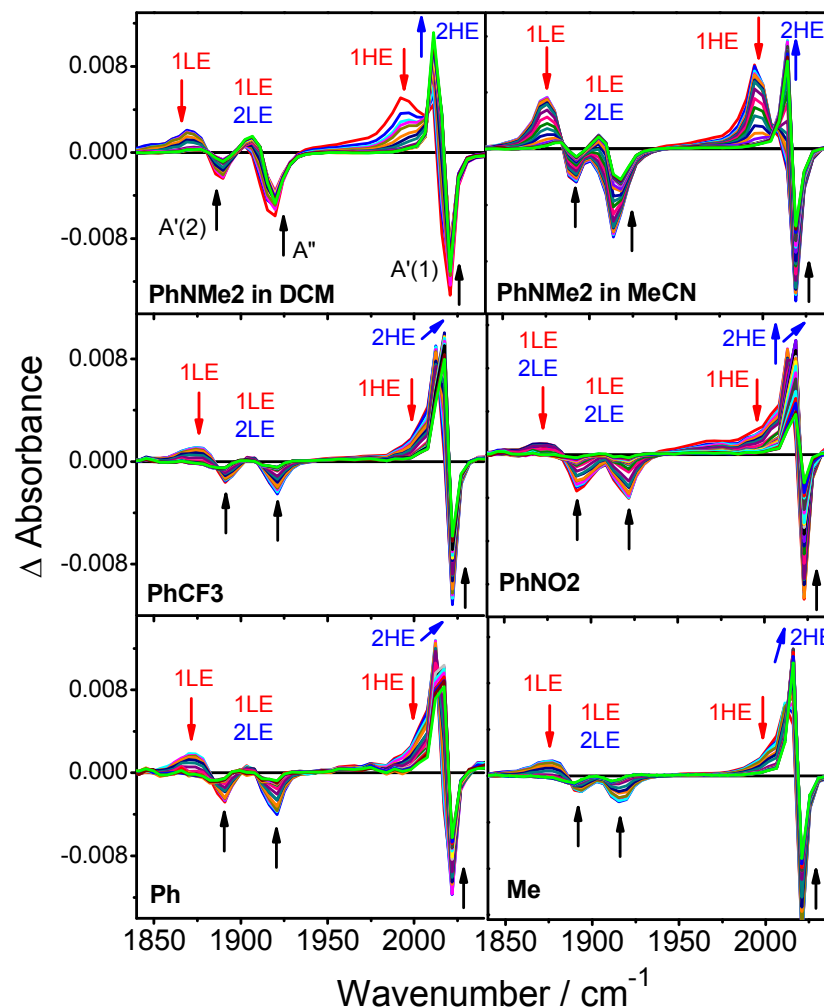 0.008
0.000
-0.008
1LE
1LE
2LE
1HE
2HE
A'(2)
A"
A'(1)
PhNMe2 in DCM
1LE
1LE
2LE
1HE
2HE
PhNMe2 in MeCN
0.008
0.000
-0.008
1LE
1LE
2LE
2HE
1HE
PhCF3
1LE
2LE
1LE
2LE
2HE
1HE
PhNO2
0.008
0.000
-0.008
1LE
1LE
2LE
2HE
1HE
Ph
1LE
1LE
2LE
2HE
1HE
Me
Δ Absorbance
1850 1900 1950 2000
1850 1900 1950 2000
Wavenumber / cm⁻¹